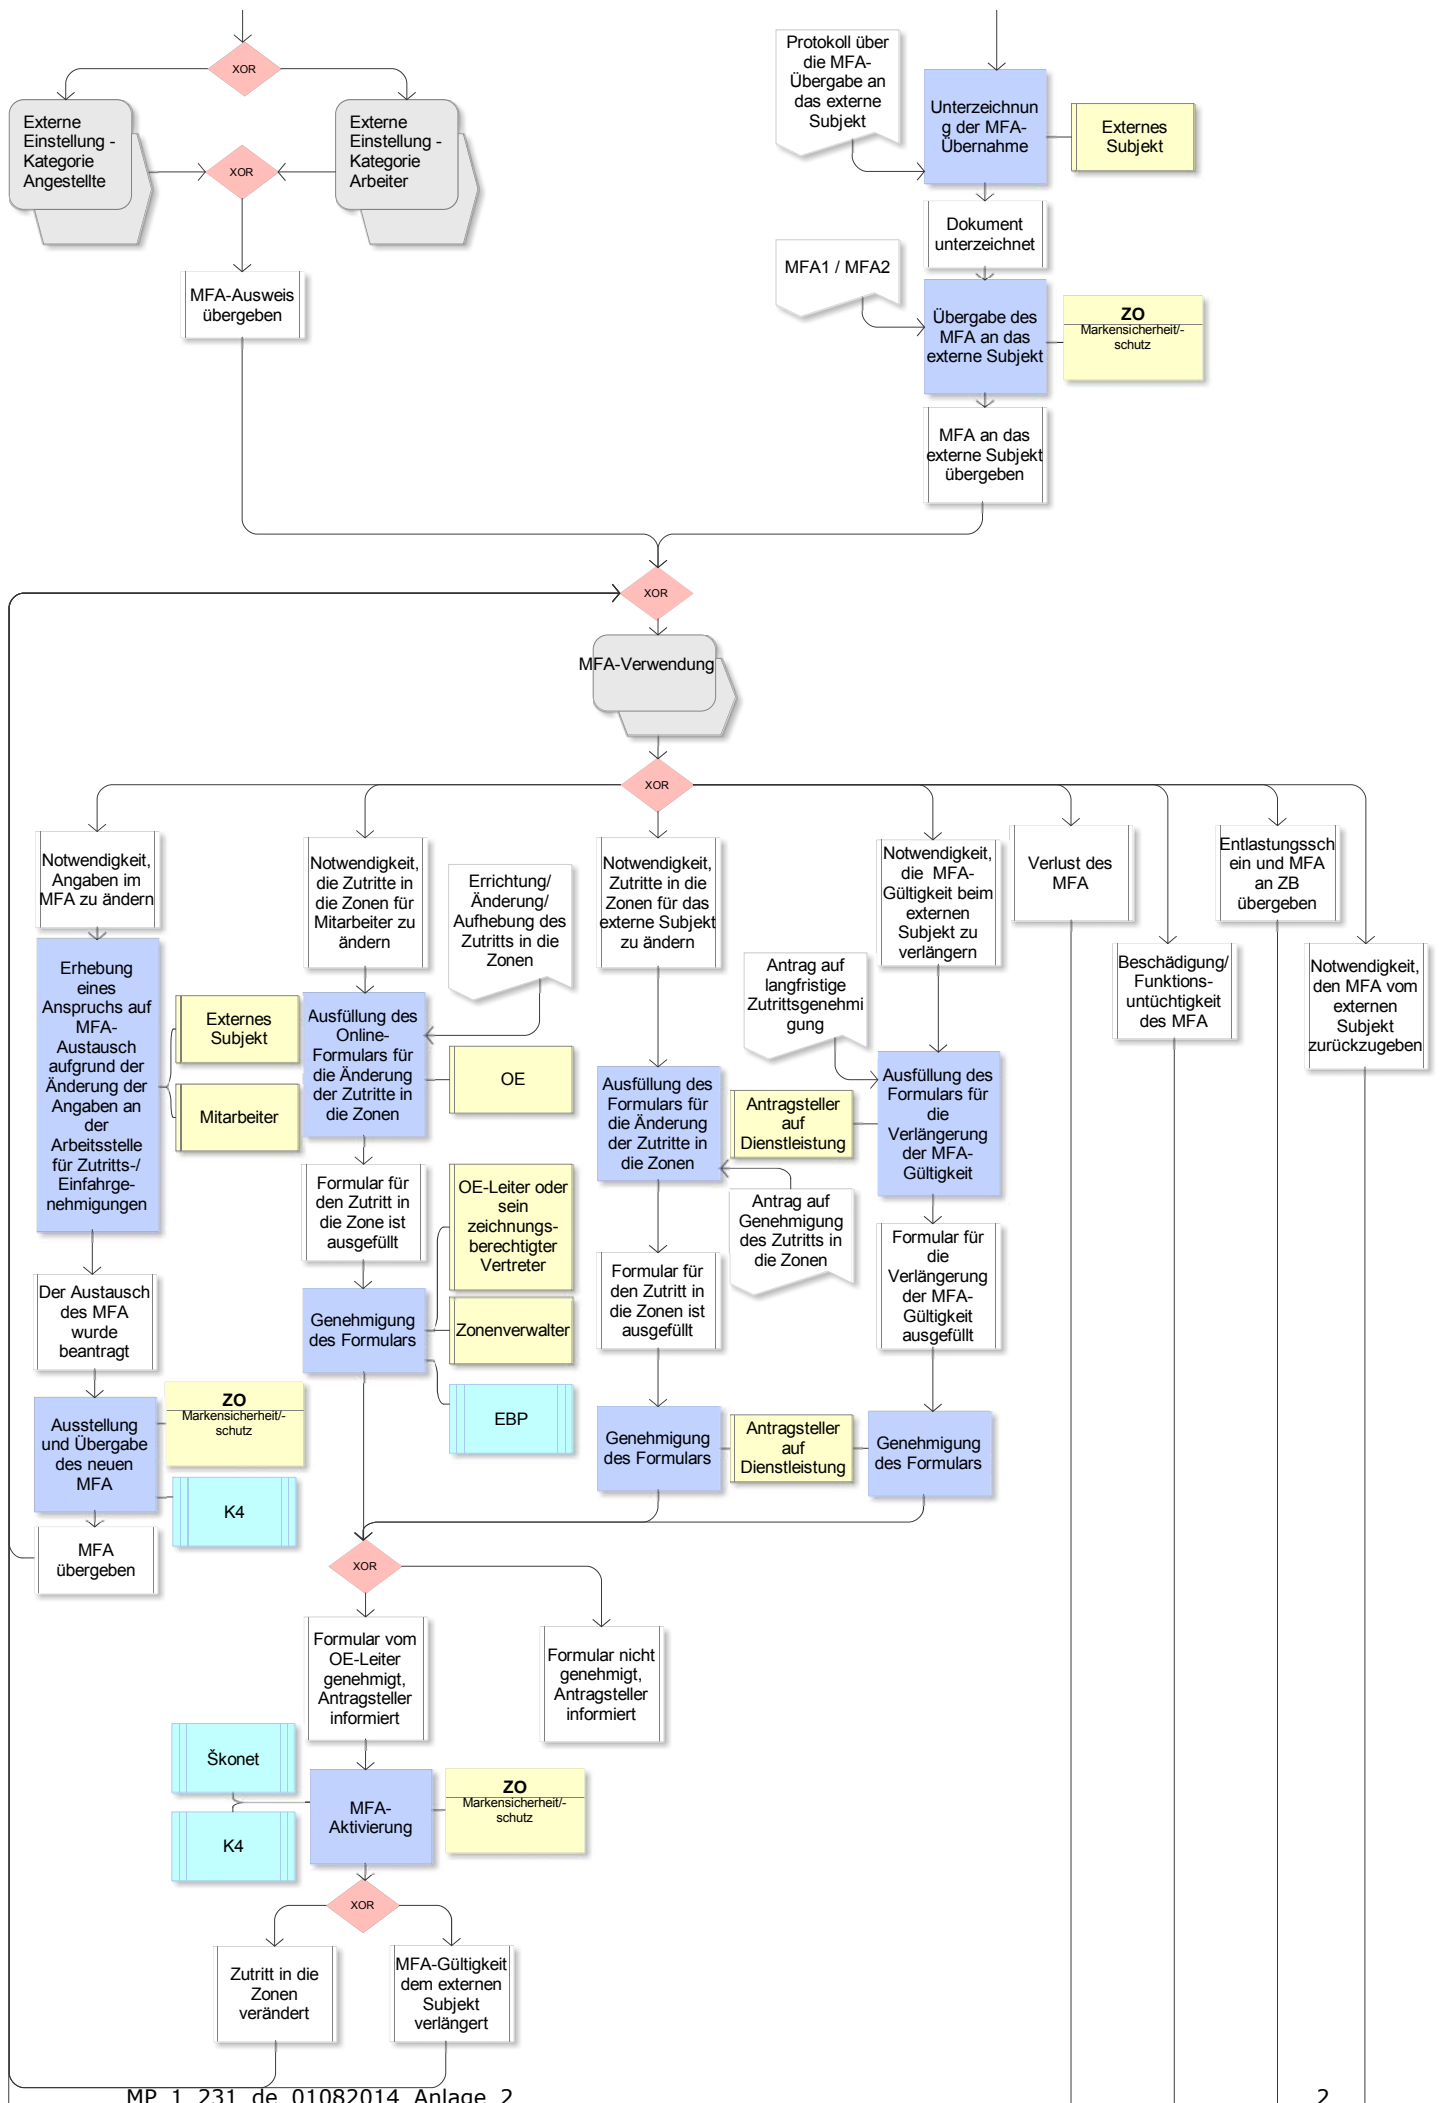 XOR
Externe
Einstellung -
Kategorie
Angestellte
XOR
Externe
Einstellung -
Kategorie
Arbeiter
MFA-Ausweis
übergeben
Protokoll über
die MFA-
Übergabe an
das externe
Subjekt
Unterzeichnun
g der MFA-
Übernahme
Externes
Subjekt
Dokument
unterzeichnet
MFA1 / MFA2
Übergabe des
MFA an das
externe Subjekt
ZO
Markensicherheit/-
schutz
MFA an das
externe Subjekt
übergeben
XOR
MFA-Verwendung
XOR
Notwendigkeit,
Angaben im
MFA zu ändern
Erhebung
eines
Anspruchs auf
MFA-
Austausch
aufgrund der
Änderung der
Angaben an
der
Arbeitsstelle
für Zutritts-/
Einfahrge-
nehmigungen
Externes
Subjekt
Mitarbeiter
Der Austausch
des MFA
wurde
beantragt
Ausstellung
und Übergabe
des neuen
MFA
ZO
Markensicherheit/-
schutz
K4
MFA
übergeben
Notwendigkeit,
die Zutritte in
die Zonen für
Mitarbeiter zu
ändern
Errichtung/
Änderung/
Aufhebung des
Zutritts in die
Zonen
Ausfüllung des
Online-
Formulars für
die Änderung
der Zutritte in
die Zonen
OE
Formular für
den Zutritt in
die Zone ist
ausgefüllt
OE-Leiter oder
sein
zeichnungs-
berechtigter
Vertreter
Genehmigung
des Formulars
Zonenverwalter
EBP
Notwendigkeit,
Zutritte in die
Zonen für das
externe Subjekt
zu ändern
Ausfüllung des
Formulars für
die Änderung
der Zutritte in
die Zonen
Antrag auf
Genehmigung
des Zutritts in
die Zonen
Formular für
den Zutritt in
die Zonen ist
ausgefüllt
Genehmigung
des Formulars
Antragsteller
auf
Dienstleistung
Notwendigkeit,
die MFA-
Gültigkeit beim
externen
Subjekt zu
verlängern
Antrag auf
langfristige
Zutrittsgenehmi
gung
Ausfüllung des
Formulars für
die
Verlängerung
der MFA-
Gültigkeit
Antragsteller
auf
Dienstleistung
Formular für
die
Verlängerung
der MFA-
Gültigkeit
ausgefüllt
Genehmigung
des Formulars
Verlust des
MFA
Beschädigung/
Funktions-
untüchtigkeit
des MFA
Entlastungssch
ein und MFA
an ZB
übergeben
Notwendigkeit,
den MFA vom
externen
Subjekt
zurückzugeben
XOR
Formular vom
OE-Leiter
genehmigt,
Antragsteller
informiert
Formular nicht
genehmigt,
Antragsteller
informiert
Škonet
K4
MFA-
Aktivierung
ZO
Markensicherheit/-
schutz
XOR
Zutritt in die
Zonen
verändert
MFA-Gültigkeit
dem externen
Subjekt
verlängert
MP_1_231_de_01082014_Anlage_2
2